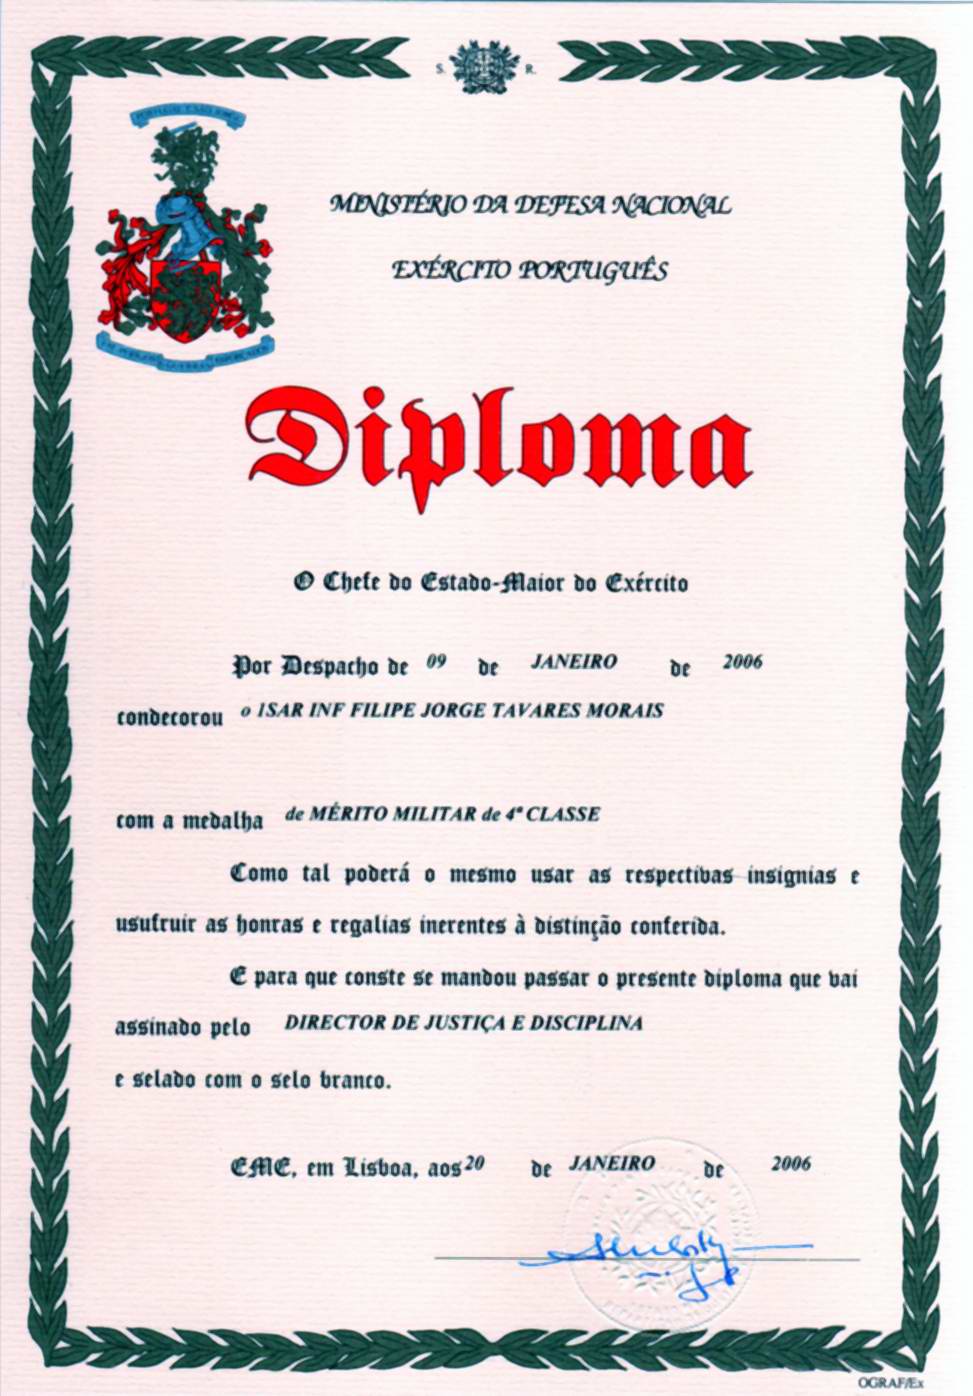 S. R.
MINISTÉRIO DA DEFESA NACIONAL
EXÉRCITO PORTUGUÊS
Diploma
O Chefe do Estado-Maior do Exército
Por Despacho de 09 de JANEIRO de 2006
condecorou o 1SAR INF FILIPE JORGE TAVARES MORAIS
com a medalha de MÉRITO MILITAR de 4ª CLASSE
Como tal poderá o mesmo usar as respectivas insignias e
usufruir as honras e regalias inerentes à distinção conferida.
E para que conste se mandou passar o presente diploma que vai
assinado pelo DIRECTOR DE JUSTIÇA E DISCIPLINA
e selado com o selo branco.
EME, em Lisboa, aos 20 de JANEIRO de 2006
OGRAF/Ex